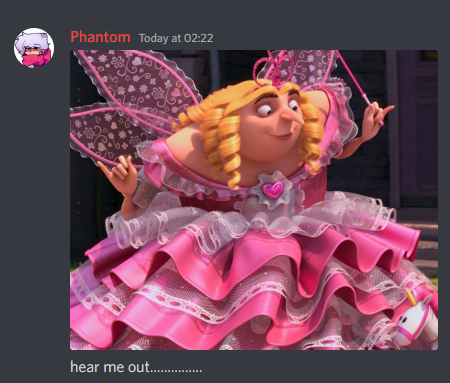 Phantom Today at 02:22
hear me out...............